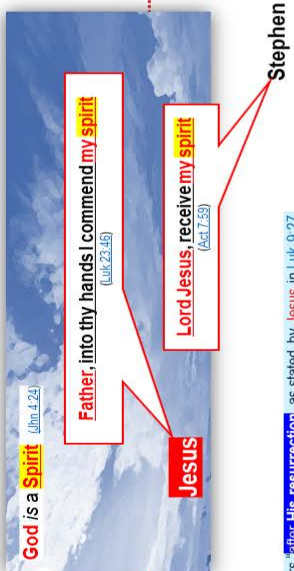 God is a Spirit (Jhn 4:24)
Father, into thy hands I commend my spirit
(Luk 23:46)
Lord Jesus, receive my spirit
(Act 7:59)
Jesus
Stephen
"after His resurrection, as stated by Jesus in Luk 9:27